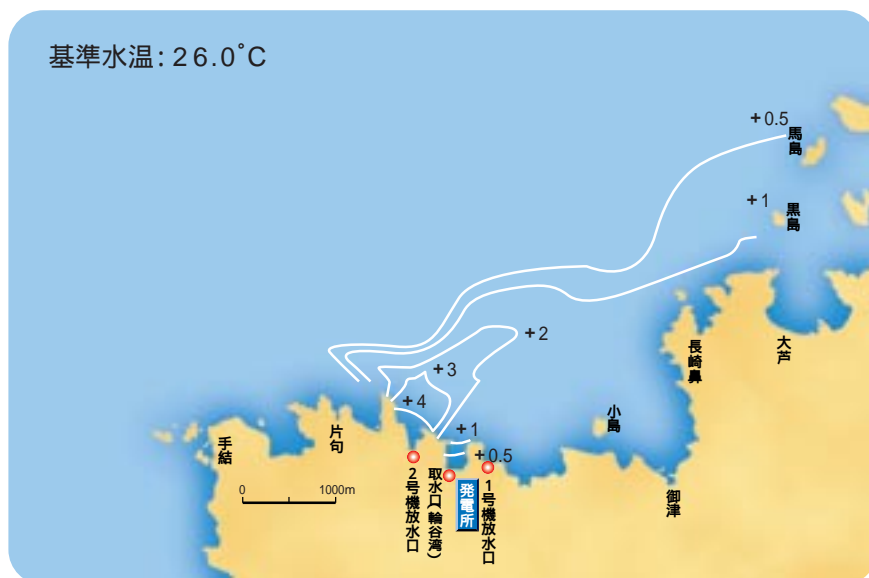 基準水温：26.0°C
+0.5
馬島
+1
黒島
+2
+3
+4
+1
+0.5
長崎鼻
大芦
小島
御津
手結
片句
0 1000m
2号機放水口
取水口（輪谷湾）
発電所
1号機放水口